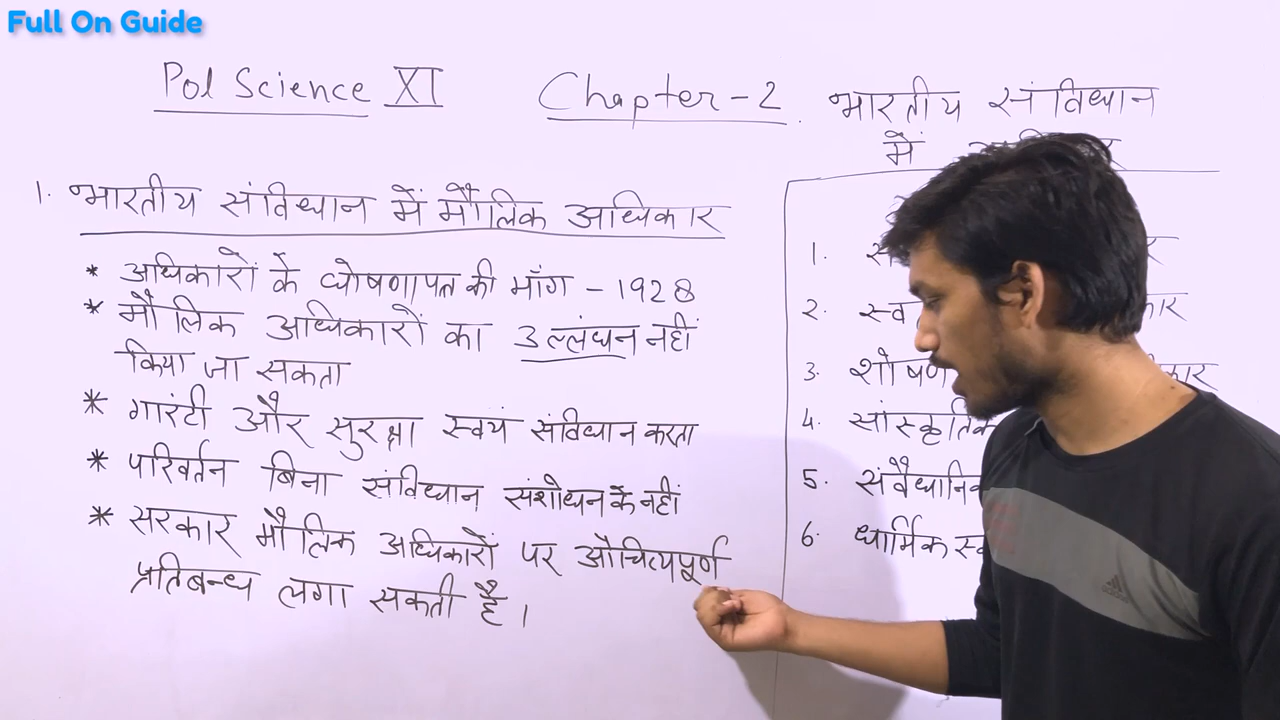 Full On Guide
Pol Science XI
Chapter-2
भारतीय संविधान
में
1. भारतीय संविधान में मौलिक अधिकार
* अधिकारों के घोषणापत की माँग - 1928
* मौलिक अधिकारों का उल्लंघन नहीं
किया जा सकता
* गारंटी और सुरक्षा स्वयं संविधान करता
* परिवर्तन बिना संविधान संशोधन के नहीं
* सरकार मौलिक अधिकारों पर औचित्यपूर्ण
प्रतिबन्ध लगा सकती है।
1.
2.
3. शोषण
4. सांस्कृतिक
5. संवैधानिक
6. धार्मिक